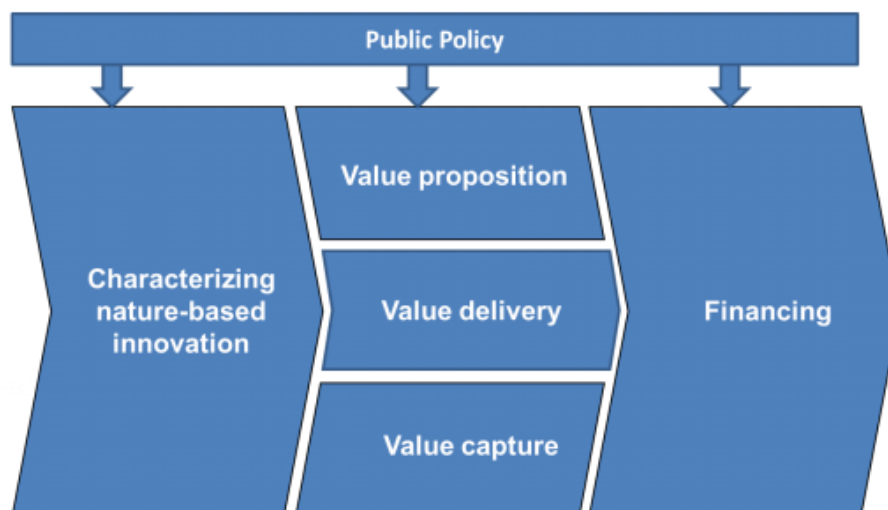 Public Policy
Value proposition
Characterizing
nature-based
innovation
Value delivery
Financing
Value capture